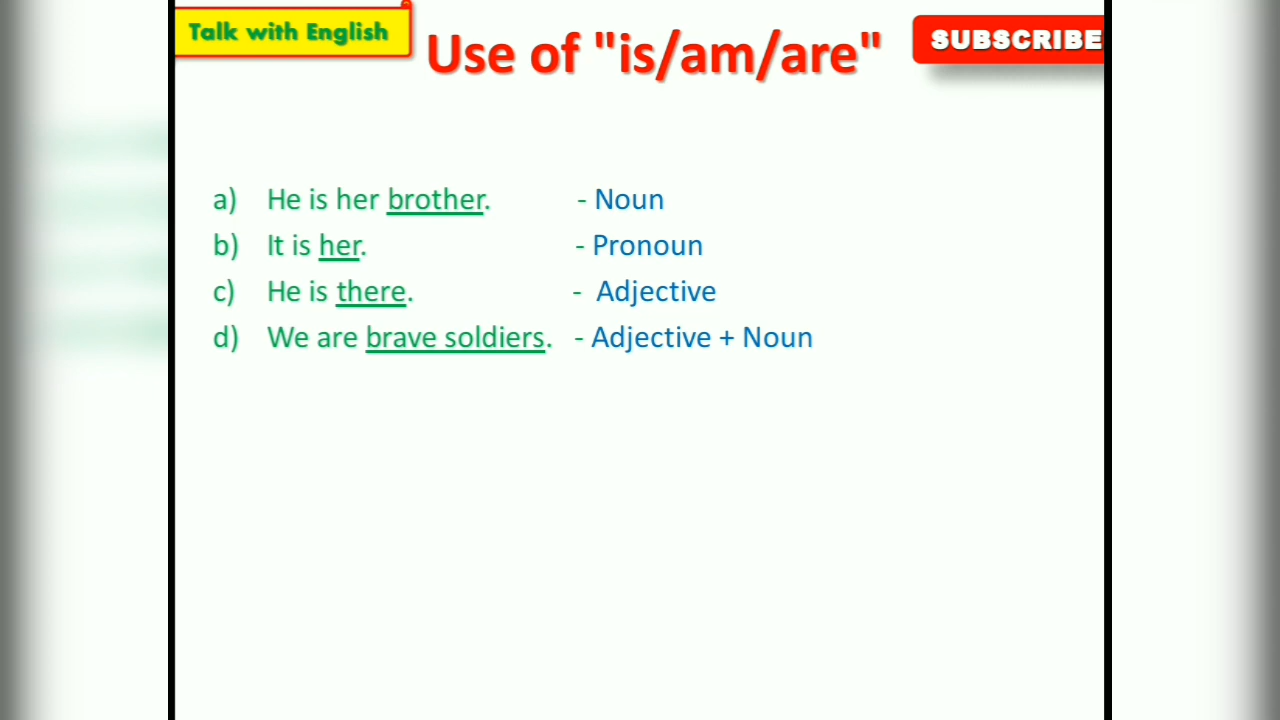 Talk with English
Use of "is/am/are"
SUBSCRIBE
a) He is her brother. - Noun
b) It is her. - Pronoun
c) He is there. - Adjective
d) We are brave soldiers. - Adjective + Noun